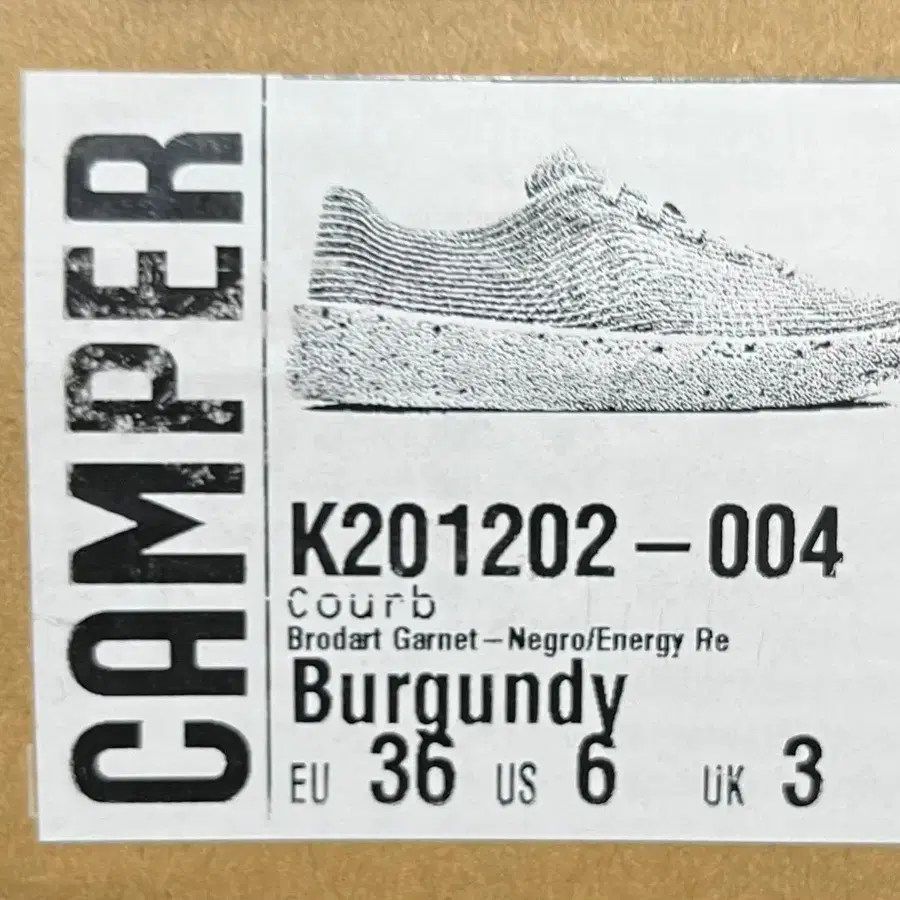 CAMPER
K201202-004
Courb
Brodart Garnet-Negro/Energy Re
Burgundy
EU 36 US 6 UK 3